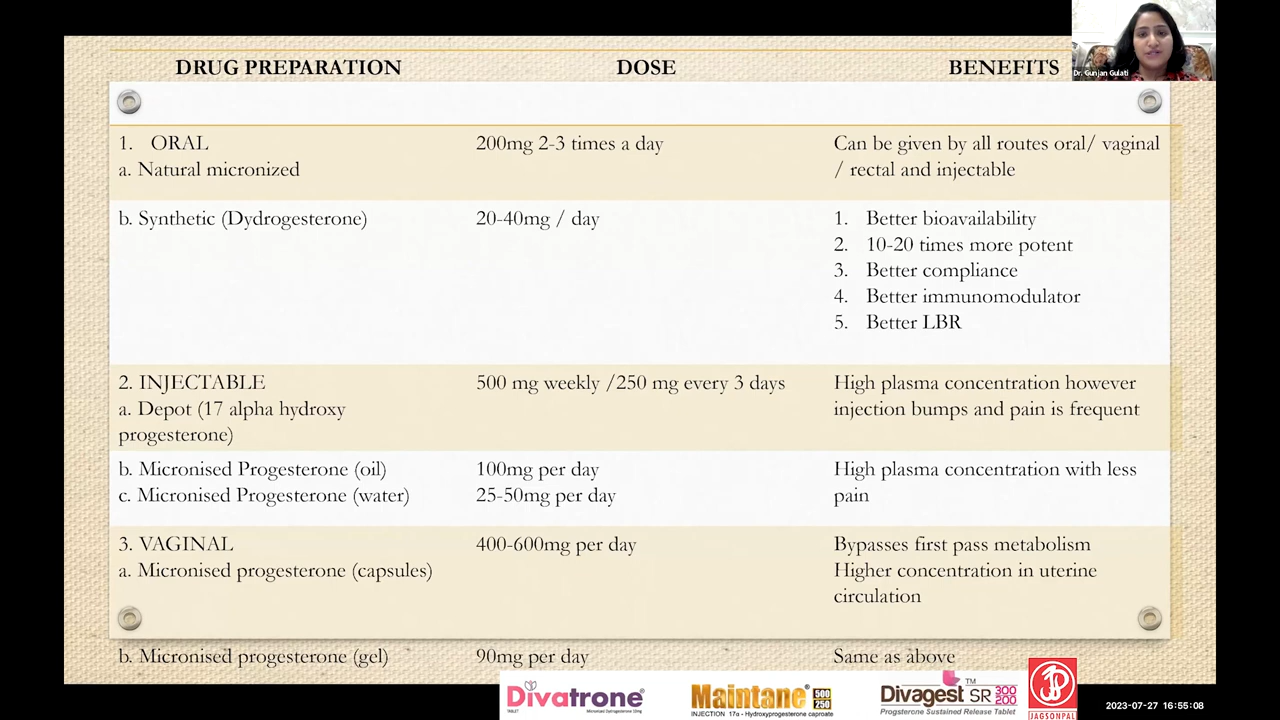 DRUG PREPARATION DOSE BENEFITS
Dr. Gunjan Gulati
1. ORAL 200mg 2-3 times a day Can be given by all routes oral/ vaginal
a. Natural micronized / rectal and injectable
b. Synthetic (Dydrogesterone) 20-40mg / day 1. Better bioavailability
2. 10-20 times more potent
3. Better compliance
4. Better immunomodulator
5. Better LBR
2. INJECTABLE 500 mg weekly /250 mg every 3 days High plasma concentration however
a. Depot (17 alpha hydroxy injection bumps and pain is frequent
progesterone)
b. Micronised Progesterone (oil) 100mg per day High plasma concentration with less
c. Micronised Progesterone (water) 25-50mg per day pain
3. VAGINAL 400-600mg per day Bypasses first pass metabolism
a. Micronised progesterone (capsules) Higher concentration in uterine
circulation
b. Micronised progesterone (gel) 90mg per day Same as above
Divatrone®
TABLET
Maintane® 500 250
INJECTION 17α - Hydroxyprogesterone caproate
Divagest SR™ 300 200
Progsterone Sustained Release Tablet
JAGSONPAL
2023-07-27 16:55:08